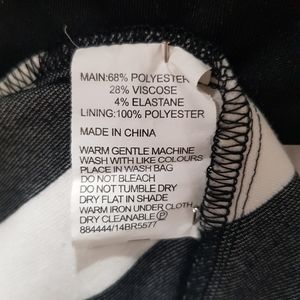 MAIN:68% POLYESTER
28% VISCOSE
4% ELASTANE
LINING:100% POLYESTER
MADE IN CHINA
WARM GENTLE MACHINE
WASH WITH LIKE COLOURS
PLACE IN WASH BAG
DO NOT BLEACH
DO NOT TUMBLE DRY
DRY FLAT IN SHADE
WARM IRON UNDER CLOTH
DRY CLEANABLE Ⓟ
884444/14BR5577